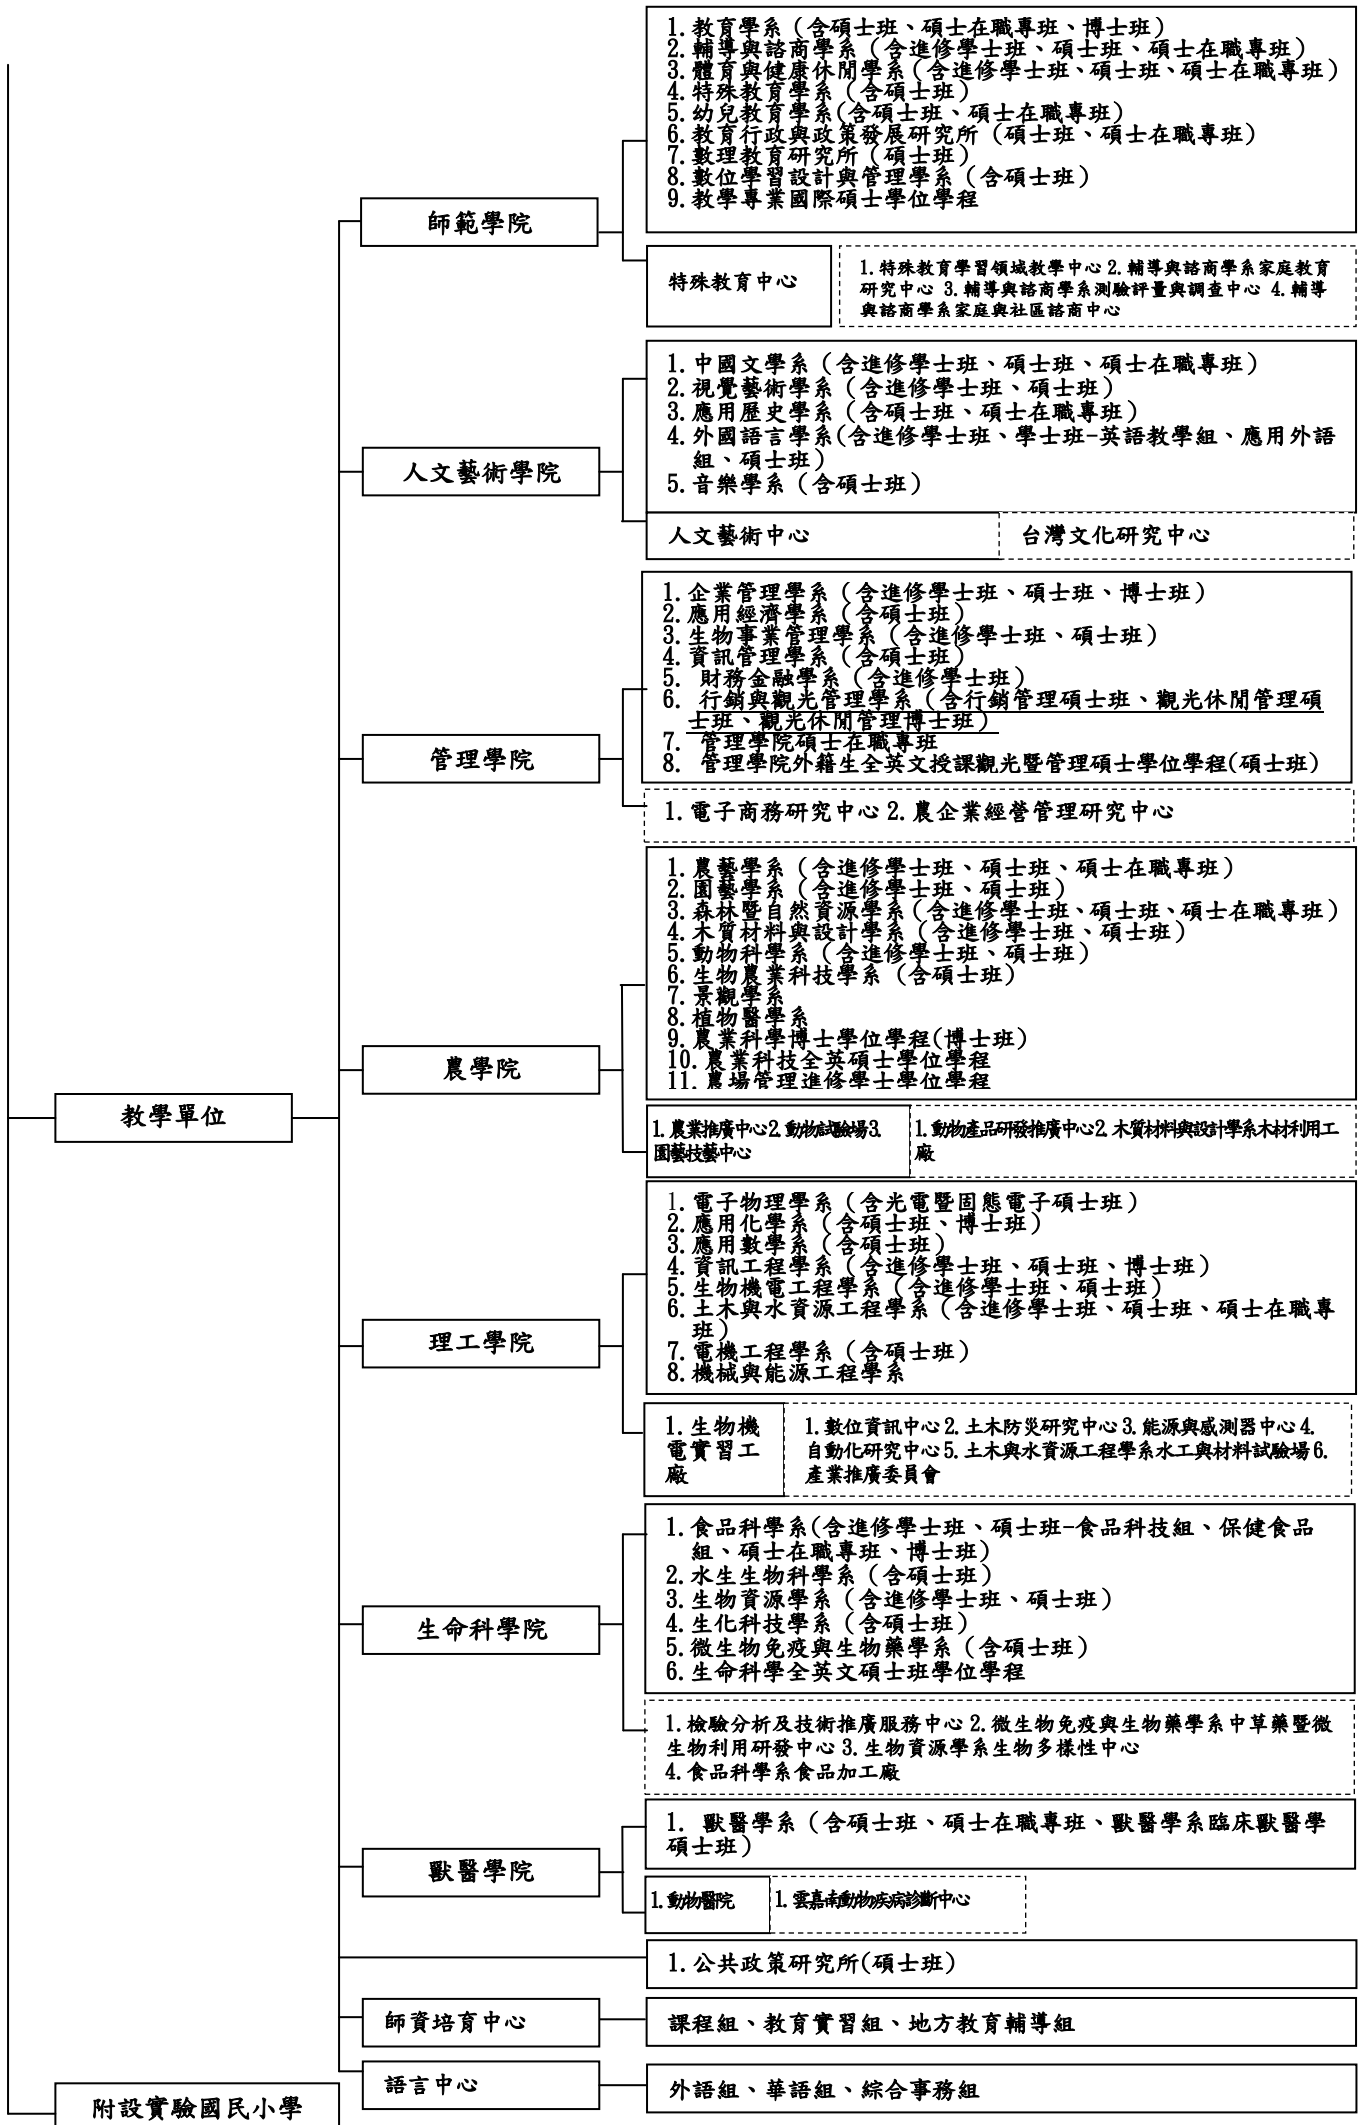 1.教育學系（含碩士班、碩士在職專班、博士班）
2.輔導與諮商學系（含進修學士班、碩士班、碩士在職專班）
3.體育與健康休閒學系(含進修學士班、碩士班、碩士在職專班)
4.特殊教育學系（含碩士班）
5.幼兒教育學系(含碩士班、碩士在職專班)
6.教育行政與政策發展研究所（碩士班、碩士在職專班）
7.數理教育研究所（碩士班）
8.數位學習設計與管理學系（含碩士班）
9.教學專業國際碩士學位學程
師範學院
特殊教育中心
1.特殊教育學習領域教學中心 2.輔導與諮商學系家庭教育
研究中心 3.輔導與諮商學系測驗評量與調查中心 4.輔導
與諮商學系家庭與社區諮商中心
1.中國文學系（含進修學士班、碩士班、碩士在職專班）
2.視覺藝術學系（含進修學士班、碩士班）
3.應用歷史學系（含碩士班、碩士在職專班）
4.外國語言學系(含進修學士班、學士班-英語教學組、應用外語
組、碩士班)
5.音樂學系（含碩士班）
人文藝術學院
人文藝術中心
台灣文化研究中心
1.企業管理學系（含進修學士班、碩士班、博士班）
2.應用經濟學系（含碩士班）
3.生物事業管理學系（含進修學士班、碩士班）
4.資訊管理學系（含碩士班）
5. 財務金融學系（含進修學士班）
6. 行銷與觀光管理學系（含行銷管理碩士班、觀光休閒管理碩
士班、觀光休閒管理博士班）
7. 管理學院碩士在職專班
8. 管理學院外籍生全英文授課觀光暨管理碩士學位學程(碩士班)
管理學院
1.電子商務研究中心 2.農企業經營管理研究中心
1.農藝學系（含進修學士班、碩士班、碩士在職專班）
2.園藝學系（含進修學士班、碩士班）
3.森林暨自然資源學系(含進修學士班、碩士班、碩士在職專班)
4.木質材料與設計學系（含進修學士班、碩士班）
5.動物科學系（含進修學士班、碩士班）
6.生物農業科技學系（含碩士班）
7.景觀學系
8.植物醫學系
9.農業科學博士學位學程(博士班)
10.農業科技全英碩士學位學程
11.農場管理進修學士學位學程
農學院
教學單位
1.農業推廣中心2.動物試驗場3.
園藝技藝中心
1.動物產品研發推廣中心2.木質材料與設計學系木材利用工
廠
1.電子物理學系（含光電暨固態電子碩士班）
2.應用化學系（含碩士班、博士班）
3.應用數學系（含碩士班）
4.資訊工程學系（含進修學士班、碩士班、博士班）
5.生物機電工程學系（含進修學士班、碩士班）
6.土木與水資源工程學系（含進修學士班、碩士班、碩士在職專
班）
7.電機工程學系（含碩士班）
8.機械與能源工程學系
理工學院
1.生物機
電實習工
廠
1.數位資訊中心 2.土木防災研究中心 3.能源與感測器中心 4.
自動化研究中心 5.土木與水資源工程學系水工與材料試驗場 6.
產業推廣委員會
1.食品科學系(含進修學士班、碩士班-食品科技組、保健食品
組、碩士在職專班、博士班)
2.水生生物科學系（含碩士班）
3.生物資源學系（含進修學士班、碩士班）
4.生化科技學系（含碩士班）
5.微生物免疫與生物藥學系（含碩士班）
6.生命科學全英文碩士班學位學程
生命科學院
1.檢驗分析及技術推廣服務中心 2.微生物免疫與生物藥學系中草藥暨微
生物利用研發中心 3.生物資源學系生物多樣性中心
4.食品科學系食品加工廠
1. 獸醫學系（含碩士班、碩士在職專班、獸醫學系臨床獸醫學
碩士班）
獸醫學院
1.動物醫院
1.雲嘉南動物疾病診斷中心
1.公共政策研究所(碩士班)
師資培育中心
課程組、教育實習組、地方教育輔導組
語言中心
外語組、華語組、綜合事務組
附設實驗國民小學